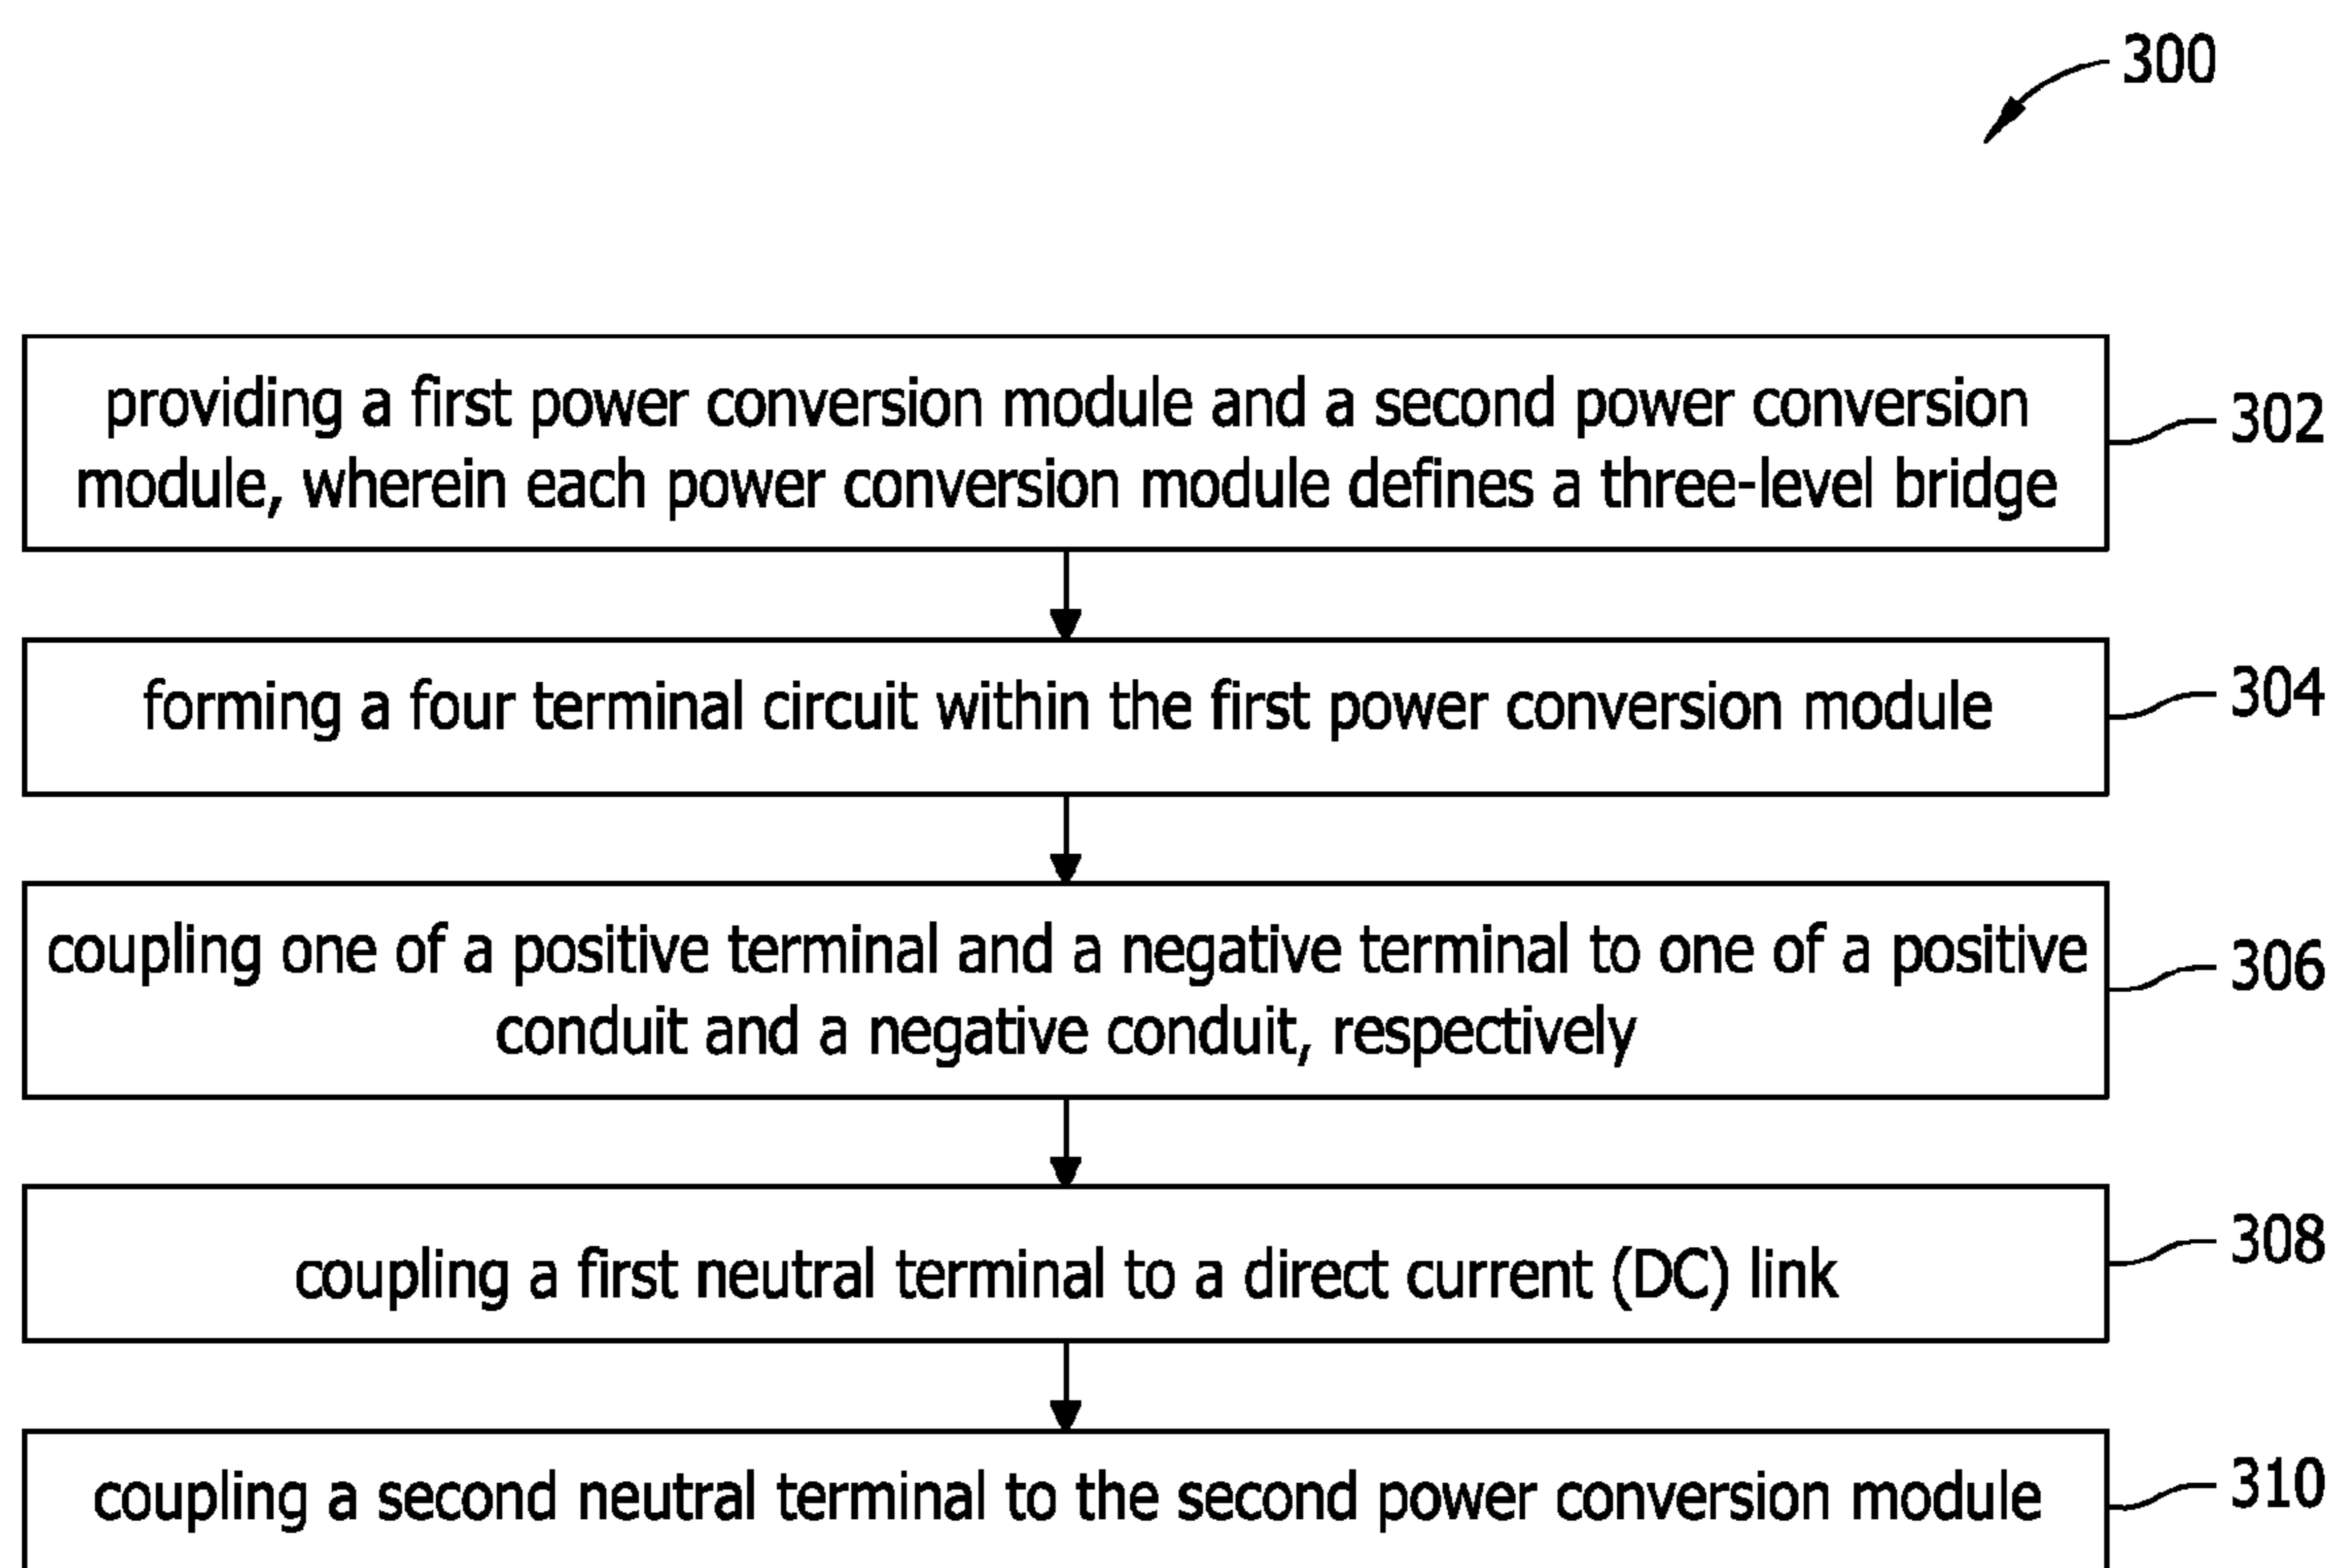 300
providing a first power conversion module and a second power conversion
module, wherein each power conversion module defines a three-level bridge
302
forming a four terminal circuit within the first power conversion module
304
coupling one of a positive terminal and a negative terminal to one of a positive
conduit and a negative conduit, respectively
306
coupling a first neutral terminal to a direct current (DC) link
308
coupling a second neutral terminal to the second power conversion module
310